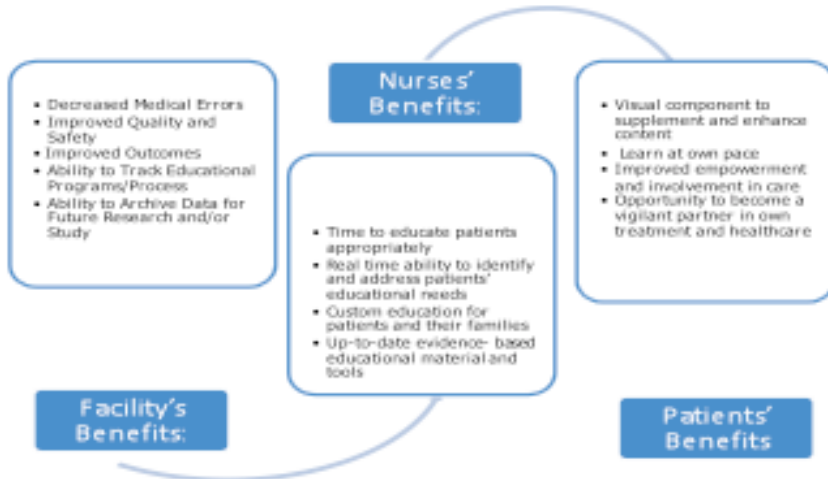 Decreased Medical Errors
Improved Quality and
Safety
Improved Outcomes
Ability to Track Educational
Programs/Process
Ability to Archive Data for
Future Research and/or
Study
Facility's
Benefits:
Nurses'
Benefits:
Time to educate patients
appropriately
Real time ability to identify
and address patients'
educational needs
Custom education for
patients and their families
Up-to-date evidence- based
educational material and
tools
Visual component to
supplement and enhance
content
Learn at own pace
Improved empowerment
and involvement in care
Opportunity to become a
vigilant partner in own
treatment and healthcare
Patients'
Benefits